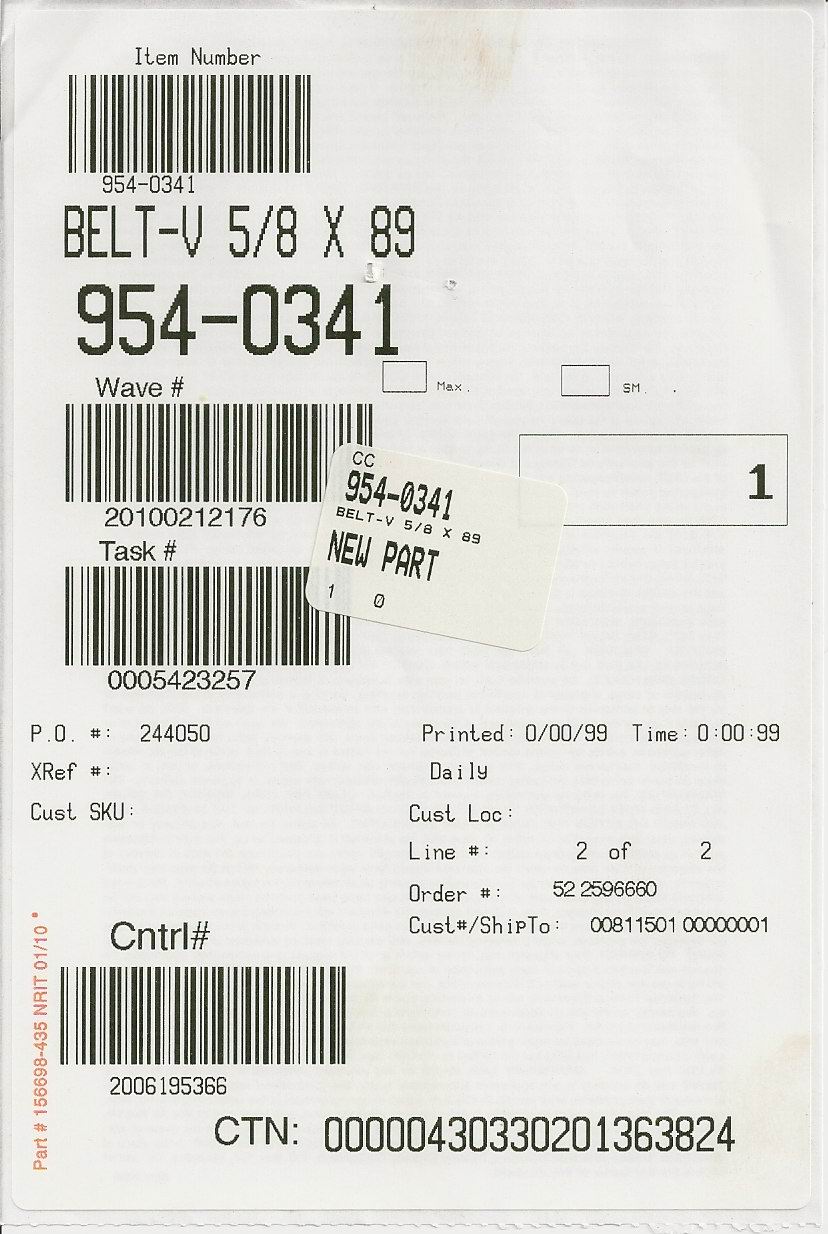 Item Number
954-0341
BELT-V 5/8 X 89
954-0341
Wave #
Max.
SM. .
20100212176
1
CC
954-0341
BELT-V 5/8 X 89
NEW PART
1 0
Task #
0005423257
P.O. #: 244050
Printed: 0/00/99 Time: 0:00:99
XRef #:
Daily
Cust SKU:
Cust Loc:
Line #: 2 of 2
Order #: 52 2596660
Cust#/ShipTo: 00811501 00000001
Cntrl#
2006195366
CTN: 00000430330201363824
Part # 156698-435 NRIT 01/10